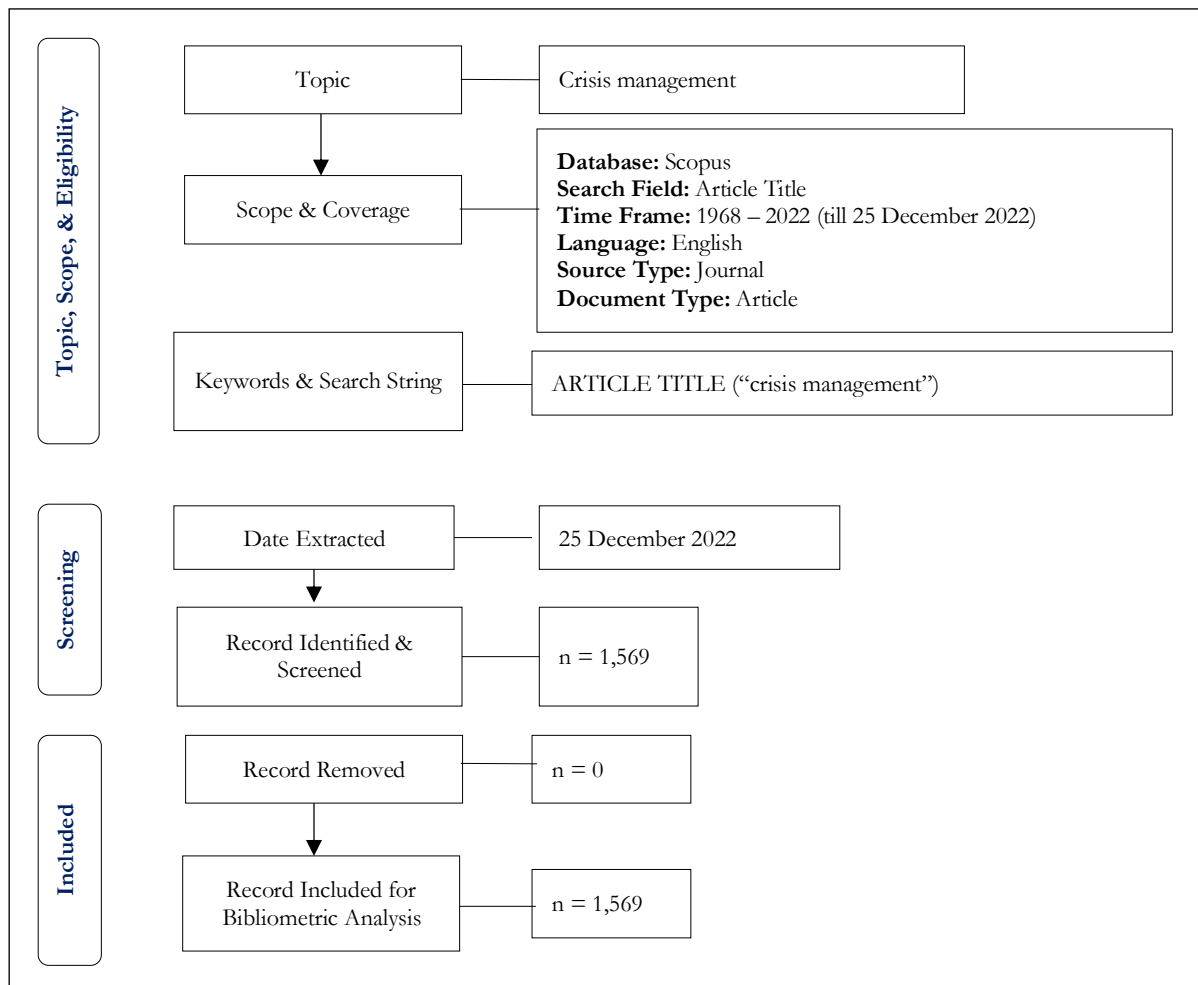 Topic, Scope, & Eligibility
Topic
Crisis management
Scope & Coverage
Database: Scopus
Search Field: Article Title
Time Frame: 1968 – 2022 (till 25 December 2022)
Language: English
Source Type: Journal
Document Type: Article
Keywords & Search String
ARTICLE TITLE (“crisis management”)
Screening
Date Extracted
25 December 2022
Record Identified &
Screened
n = 1,569
Included
Record Removed
n = 0
Record Included for
Bibliometric Analysis
n = 1,569